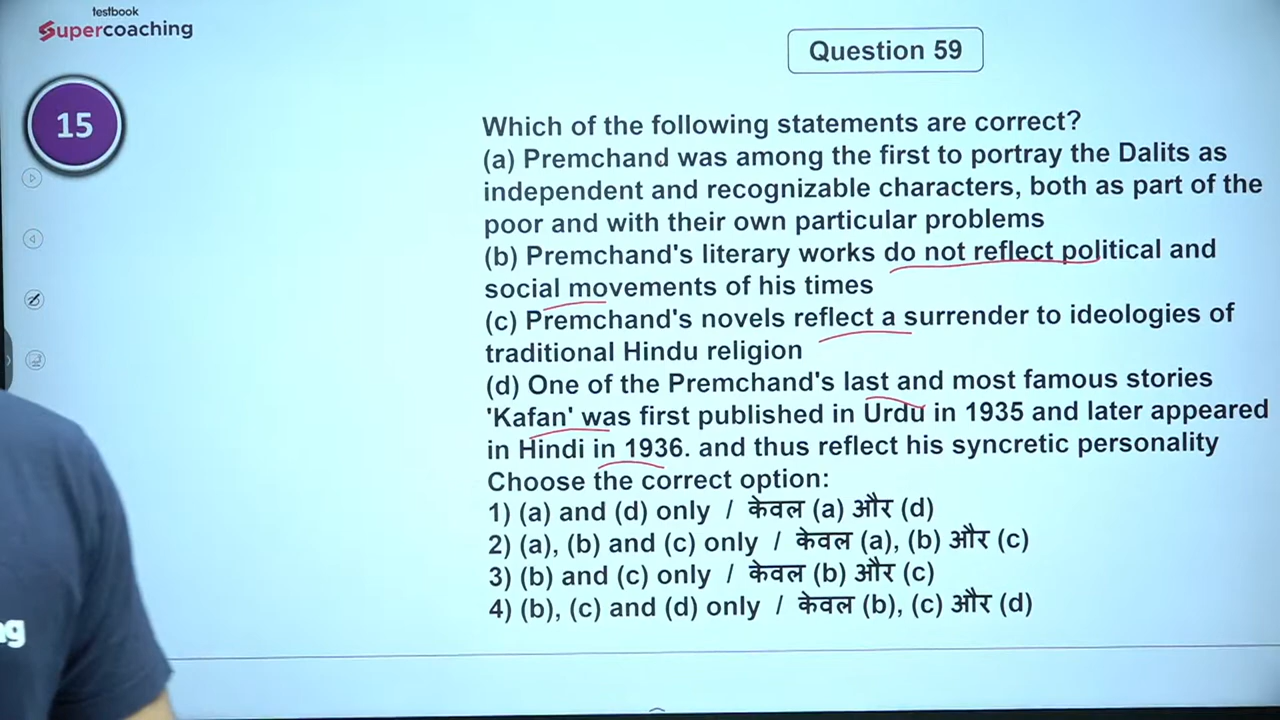 testbook
Supercoaching
Question 59
15
Which of the following statements are correct?
(a) Premchand was among the first to portray the Dalits as
independent and recognizable characters, both as part of the
poor and with their own particular problems
(b) Premchand's literary works do not reflect political and
social movements of his times
(c) Premchand's novels reflect a surrender to ideologies of
traditional Hindu religion
(d) One of the Premchand's last and most famous stories
'Kafan' was first published in Urdu in 1935 and later appeared
in Hindi in 1936. and thus reflect his syncretic personality
Choose the correct option:
1) (a) and (d) only / केवल (a) और (d)
2) (a), (b) and (c) only / केवल (a), (b) और (c)
3) (b) and (c) only / केवल (b) और (c)
4) (b), (c) and (d) only / केवल (b), (c) और (d)